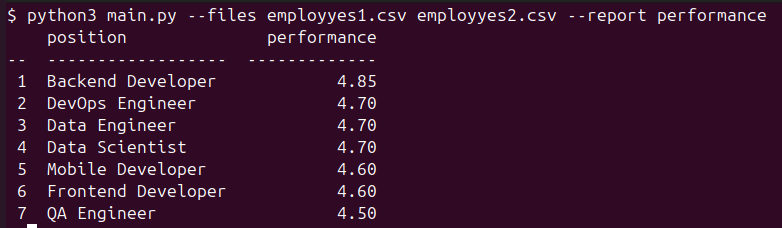 $ python3 main.py --files employyes1.csv employyes2.csv --report performance
    position              performance
--  ------------------  -------------
 1  Backend Developer            4.85
 2  DevOps Engineer              4.70
 3  Data Engineer                4.70
 4  Data Scientist               4.70
 5  Mobile Developer             4.60
 6  Frontend Developer           4.60
 7  QA Engineer                  4.50